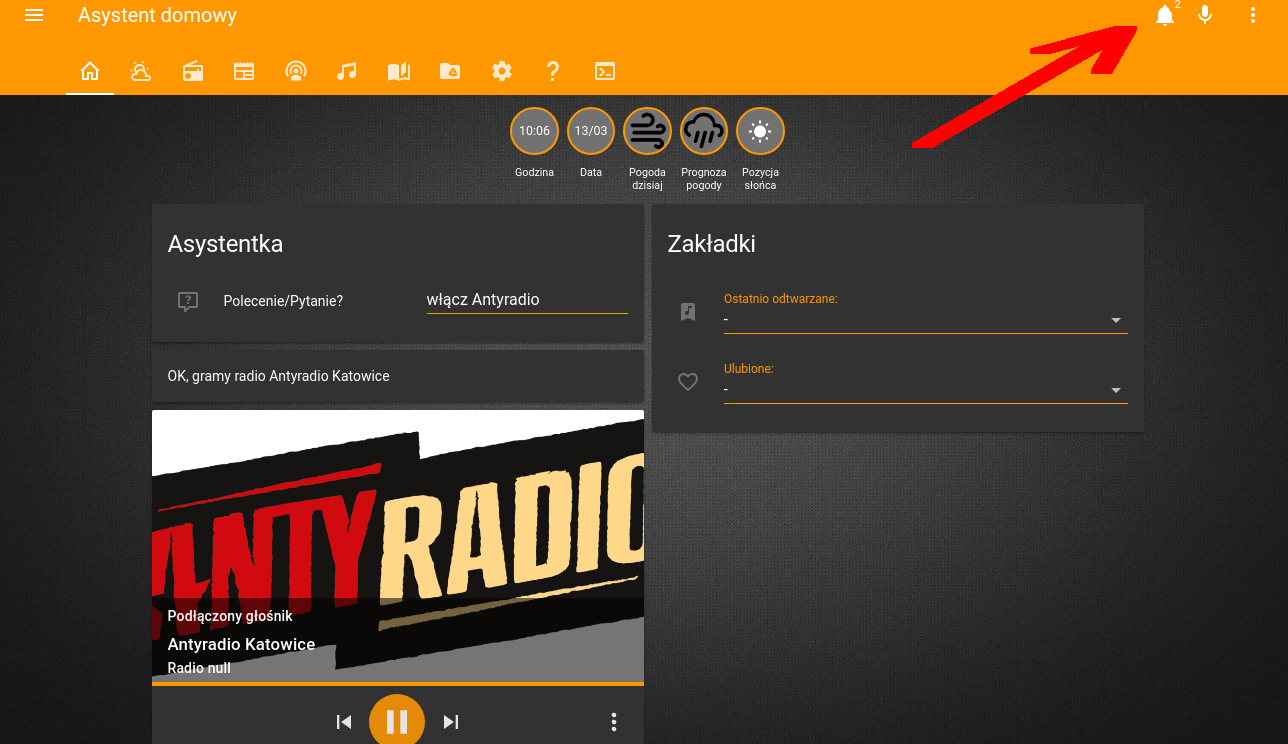 Asystent domowy
2
10:06
13/03
Godzina
Data
Pogoda
dzisiaj
Prognoza
pogody
Pozycja
słońca
Asystentka
Polecenie/Pytanie?
włącz Antyradio
OK, gramy radio Antyradio Katowice
ANTYRADIO
Podłączony głośnik
Antyradio Katowice
Radio null
Zakładki
Ostatnio odtwarzane:
-
Ulubione:
-